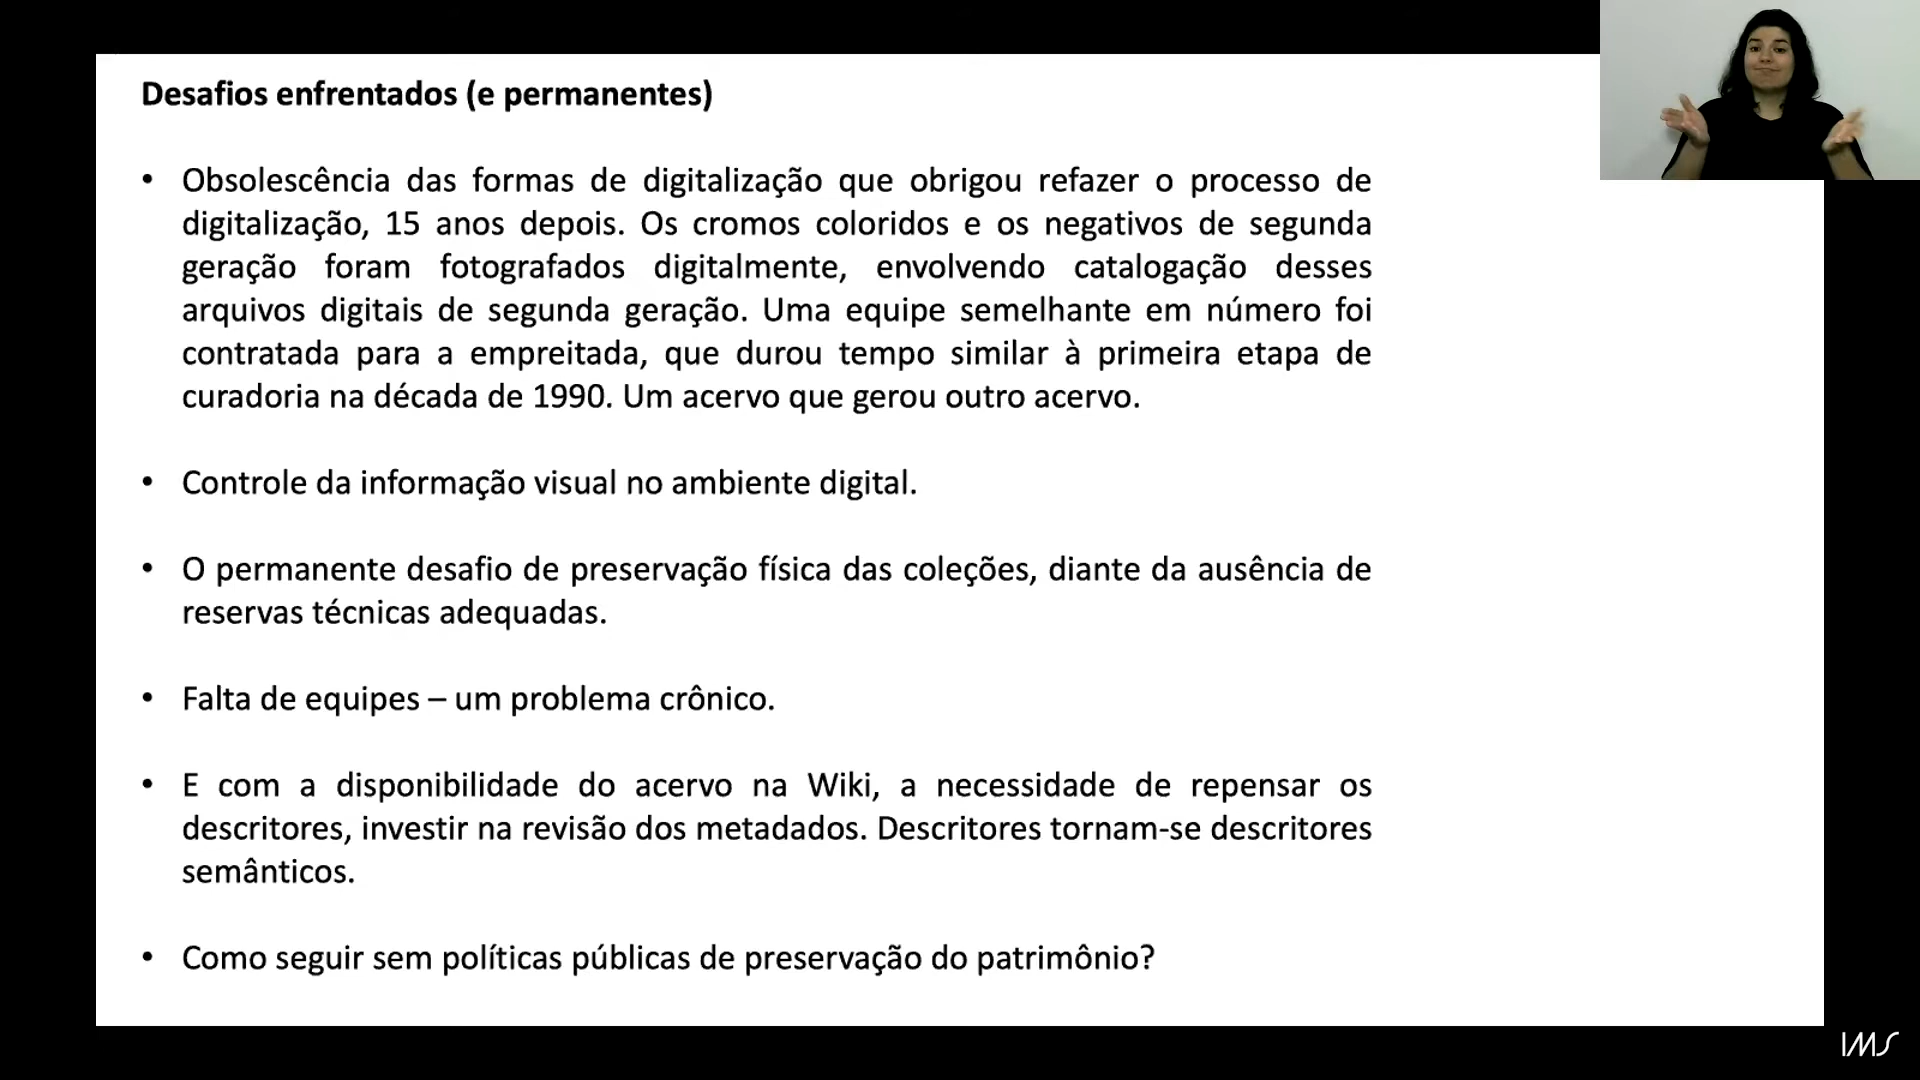 Desafios enfrentados (e permanentes)
• Obsolescência das formas de digitalização que obrigou refazer o processo de
digitalização, 15 anos depois. Os cromos coloridos e os negativos de segunda
geração foram fotografados digitalmente, envolvendo catalogação desses
arquivos digitais de segunda geração. Uma equipe semelhante em número foi
contratada para a empreitada, que durou tempo similar à primeira etapa de
curadoria na década de 1990. Um acervo que gerou outro acervo.
• Controle da informação visual no ambiente digital.
• O permanente desafio de preservação física das coleções, diante da ausência de
reservas técnicas adequadas.
• Falta de equipes – um problema crônico.
• E com a disponibilidade do acervo na Wiki, a necessidade de repensar os
descritores, investir na revisão dos metadados. Descritores tornam-se descritores
semânticos.
• Como seguir sem políticas públicas de preservação do patrimônio?
IMS